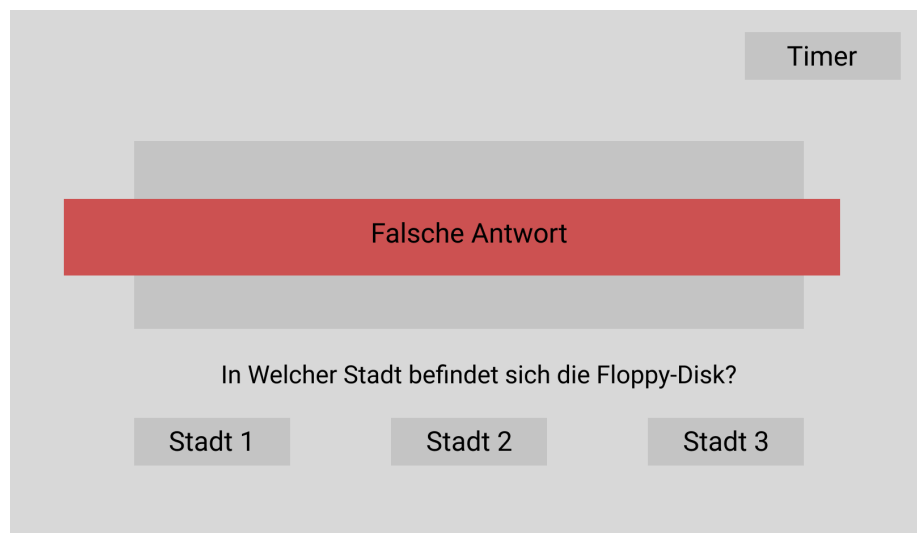 Timer
Falsche Antwort
In Welcher Stadt befindet sich die Floppy-Disk?
Stadt 1
Stadt 2
Stadt 3